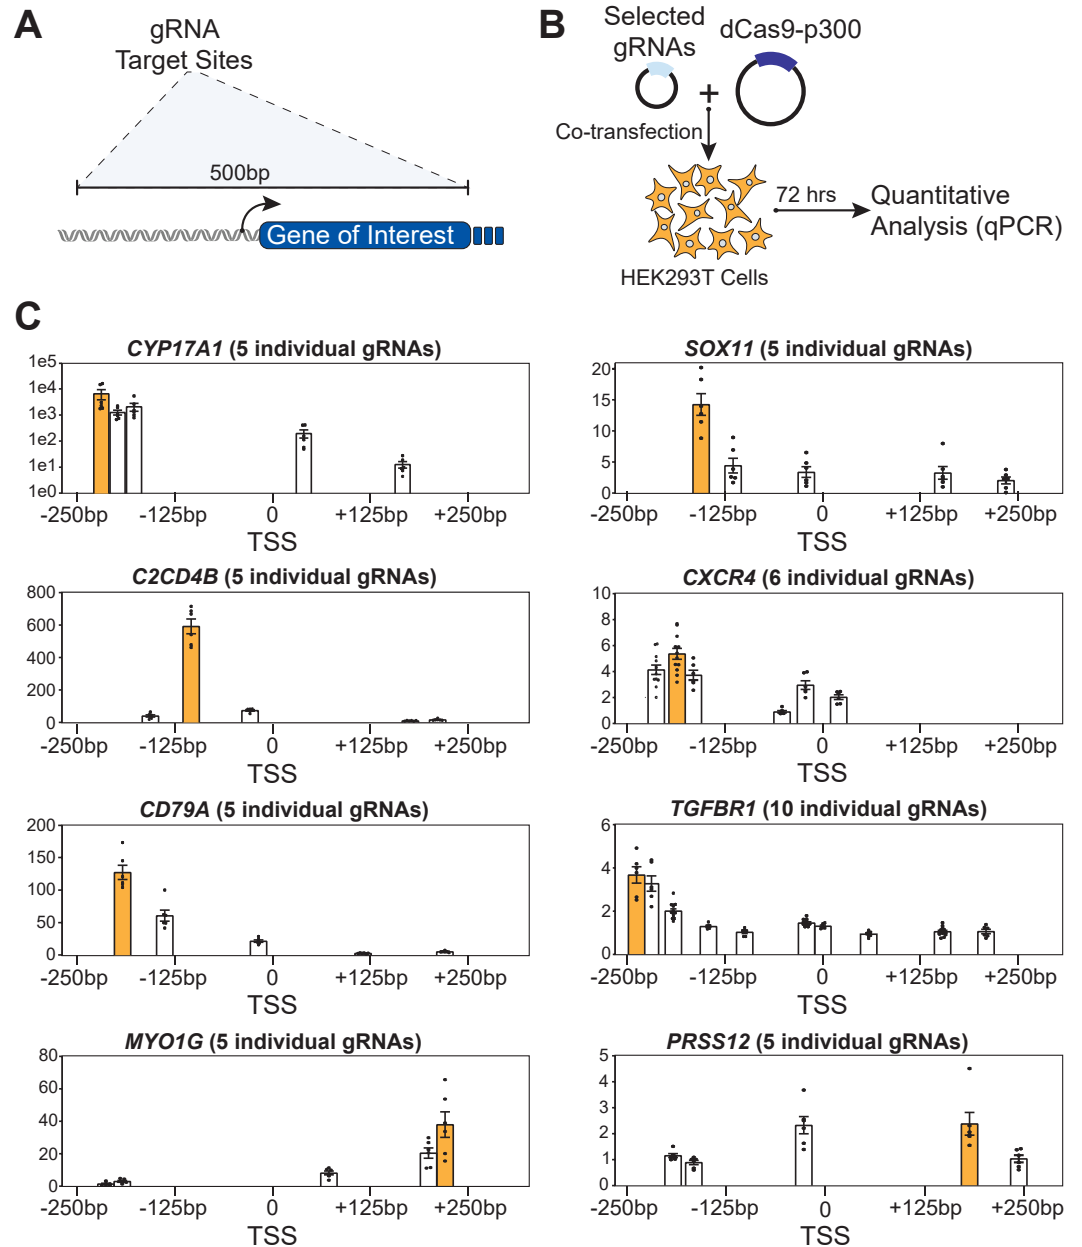 A
gRNA
Target Sites
500bp
Gene of Interest
B
Selected
gRNAs
dCas9-p300
+
Co-transfection
72 hrs
Quantitative
Analysis (qPCR)
HEK293T Cells
C
CYP17A1 (5 individual gRNAs)
1e5
1e4
1e3
1e2
1e1
1e0
-250bp -125bp 0 +125bp +250bp
TSS
SOX11 (5 individual gRNAs)
20
15
10
5
0
-250bp -125bp 0 +125bp +250bp
TSS
C2CD4B (5 individual gRNAs)
800
600
400
200
0
-250bp -125bp 0 +125bp +250bp
TSS
CXCR4 (6 individual gRNAs)
10
8
6
4
2
0
-250bp -125bp 0 +125bp +250bp
TSS
CD79A (5 individual gRNAs)
200
150
100
50
0
-250bp -125bp 0 +125bp +250bp
TSS
TGFBR1 (10 individual gRNAs)
6
4
2
0
-250bp -125bp 0 +125bp +250bp
TSS
MYO1G (5 individual gRNAs)
80
60
40
20
0
-250bp -125bp 0 +125bp +250bp
TSS
PRSS12 (5 individual gRNAs)
5
4
3
2
1
0
-250bp -125bp 0 +125bp +250bp
TSS